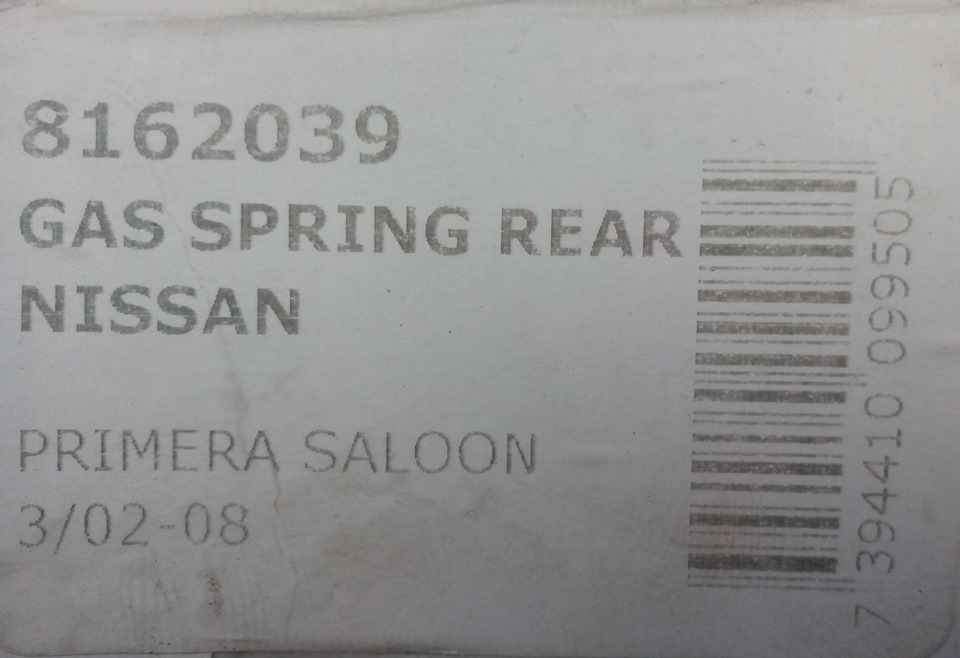 8162039
GAS SPRING REAR
NISSAN
PRIMERA SALOON
3/02-08
7 394410 099505